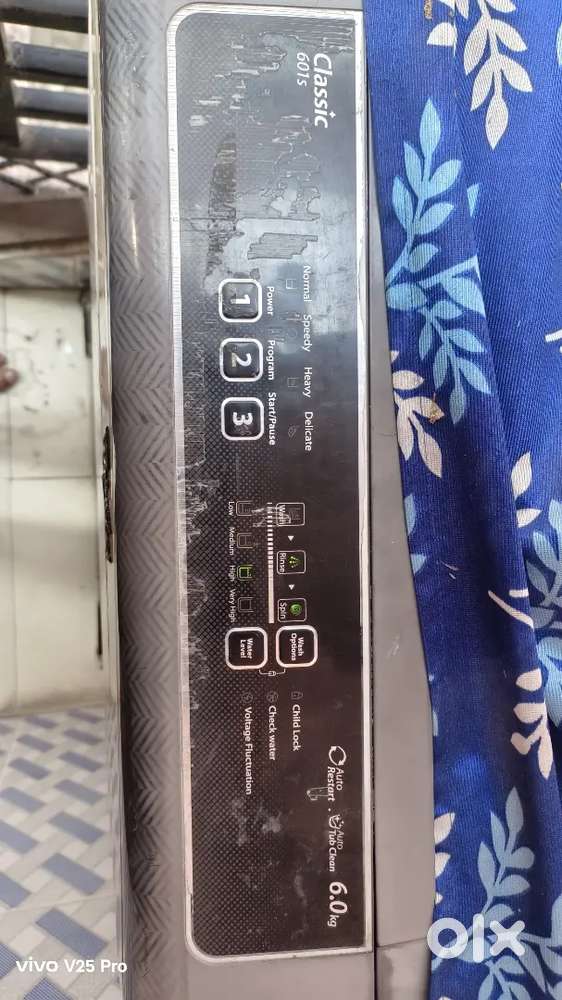 Classic
601s
Normal Speedy Heavy Delicate
Power Program Start/Pause
1 2 3
Wash Rinse Spin
Low Medium High Very High
Wash
Options
Water
Level
Child Lock
Check water
Voltage Fluctuation
Auto
Restart
Auto
Tub Clean
6.0 kg
olx
vivo V25 Pro